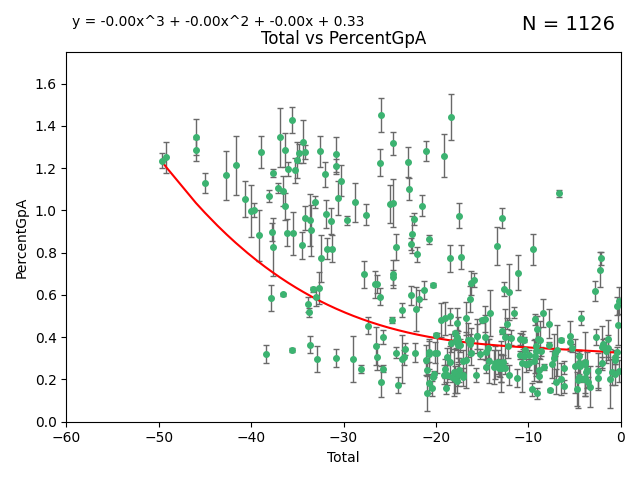 y = -0.00x^3 + -0.00x^2 + -0.00x + 0.33
N = 1126
Total vs PercentGpA
1.6
1.4
1.2
1.0
0.8
0.6
0.4
0.2
0.0
PercentGpA
−60 −50 −40 −30 −20 −10 0
Total